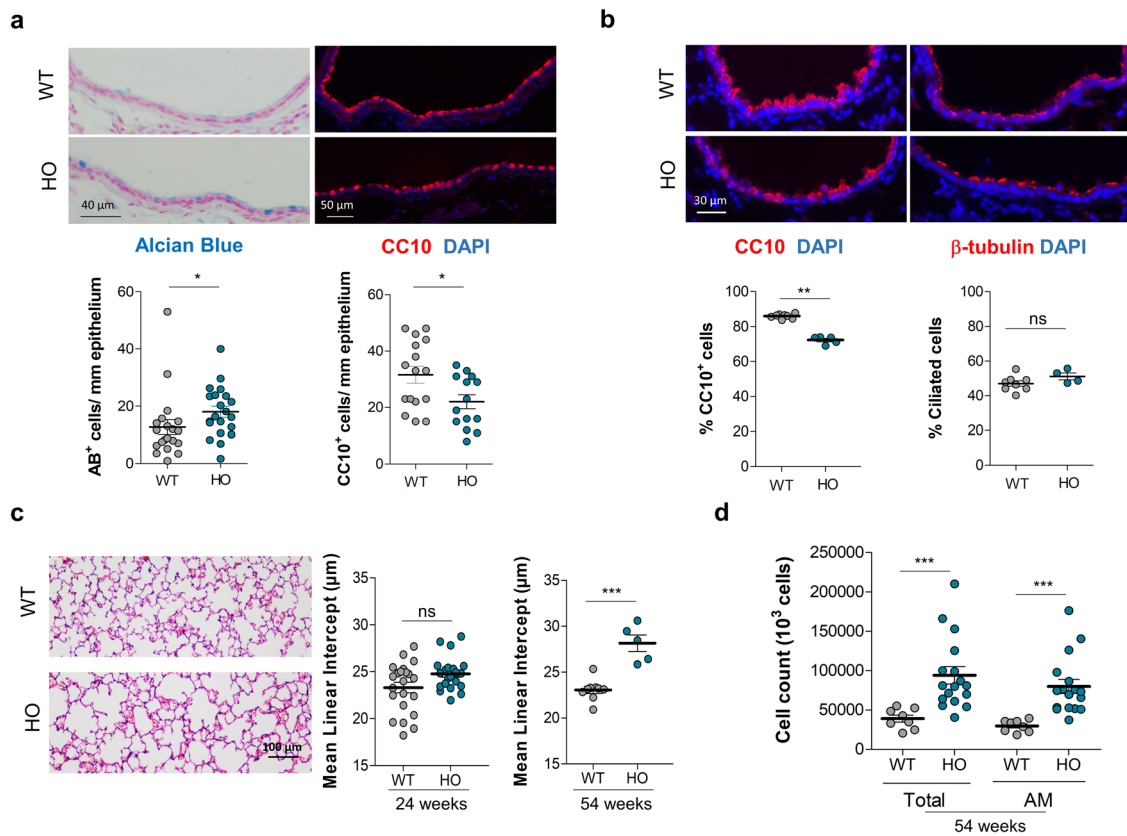 a
WT
HO
40 µm
50 µm
Alcian Blue
CC10 DAPI
AB+ cells/ mm epithelium
60
40
20
0
*
WT
HO
CC10+ cells/ mm epithelium
60
40
20
0
*
WT
HO
b
WT
HO
30 µm
CC10 DAPI
β-tubulin DAPI
% CC10+ cells
100
80
60
40
20
0
**
WT
HO
% Ciliated cells
100
80
60
40
20
0
ns
WT
HO
c
WT
HO
100 µm
Mean Linear Intercept (µm)
35
30
25
20
15
ns
WT
HO
24 weeks
Mean Linear Intercept (µm)
35
31
27
23
19
15
***
WT
HO
54 weeks
d
Cell count (10³ cells)
250000
200000
150000
100000
50000
0
***
***
WT
HO
WT
HO
Total
AM
54 weeks